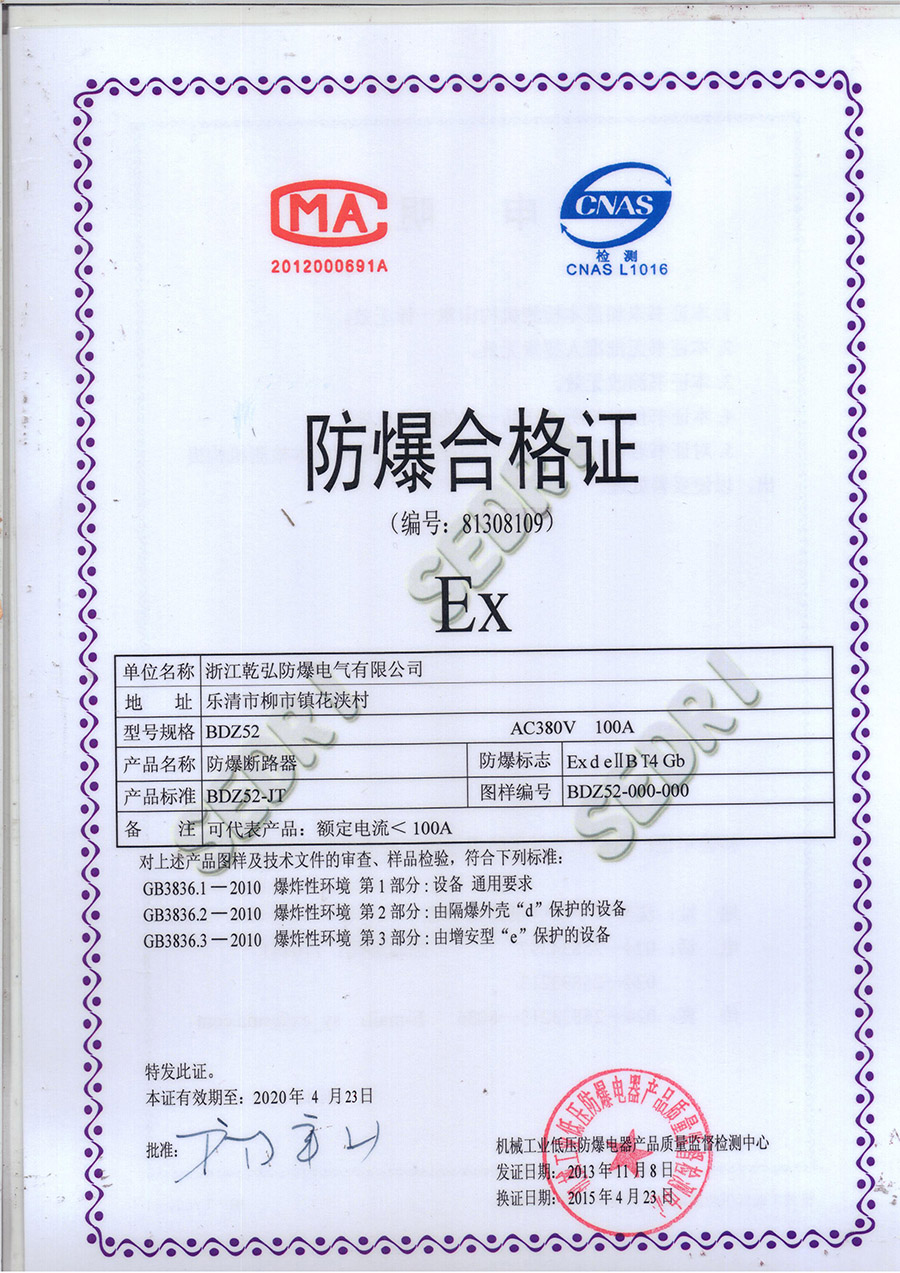 MA
2012000691A
CNAS
检 测
CNAS L1016
防爆合格证
（编号：81308109）
SEDRI
Ex
单位名称 浙江乾弘防爆电气有限公司
地 址 乐清市柳市镇花浃村
型号规格 BDZ52 AC380V 100A
产品名称 防爆断路器 防爆标志 Ex d eⅡB T4 Gb
产品标准 BDZ52-JT 图样编号 BDZ52-000-000
备 注 可代表产品：额定电流＜100A
SEDRI
SEDRI
对上述产品图样及技术文件的审查、样品检验，符合下列标准：
GB3836.1－2010 爆炸性环境 第1部分：设备 通用要求
GB3836.2－2010 爆炸性环境 第2部分：由隔爆外壳“d”保护的设备
GB3836.3－2010 爆炸性环境 第3部分：由增安型“e”保护的设备
特发此证。
本证有效期至：2020年 4 月23日
批准：
机械工业低压防爆电器产品质量监督检测中心
发证日期：2013年11月8日
换证日期：2015年4月23日